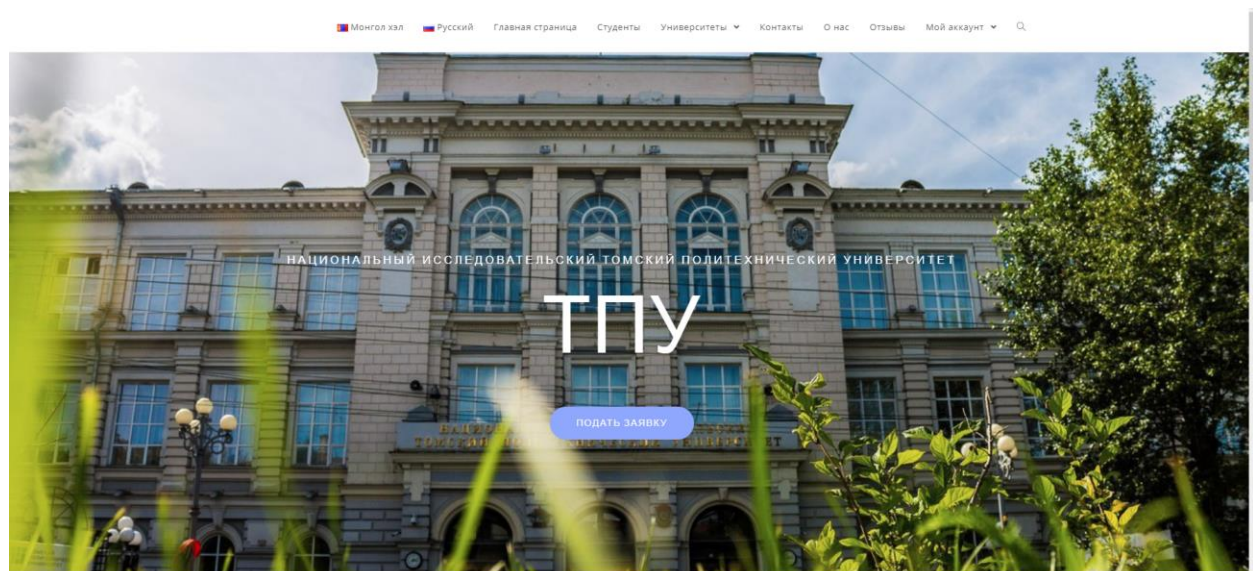 Монгол хэл Русский Главная страница Студенты Университеты Контакты О нас Отзывы Мой аккаунт
НАЦИОНАЛЬНЫЙ ИССЛЕДОВАТЕЛЬСКИЙ ТОМСКИЙ ПОЛИТЕХНИЧЕСКИЙ УНИВЕРСИТЕТ
ТПУ
ПОДАТЬ ЗАЯВКУ